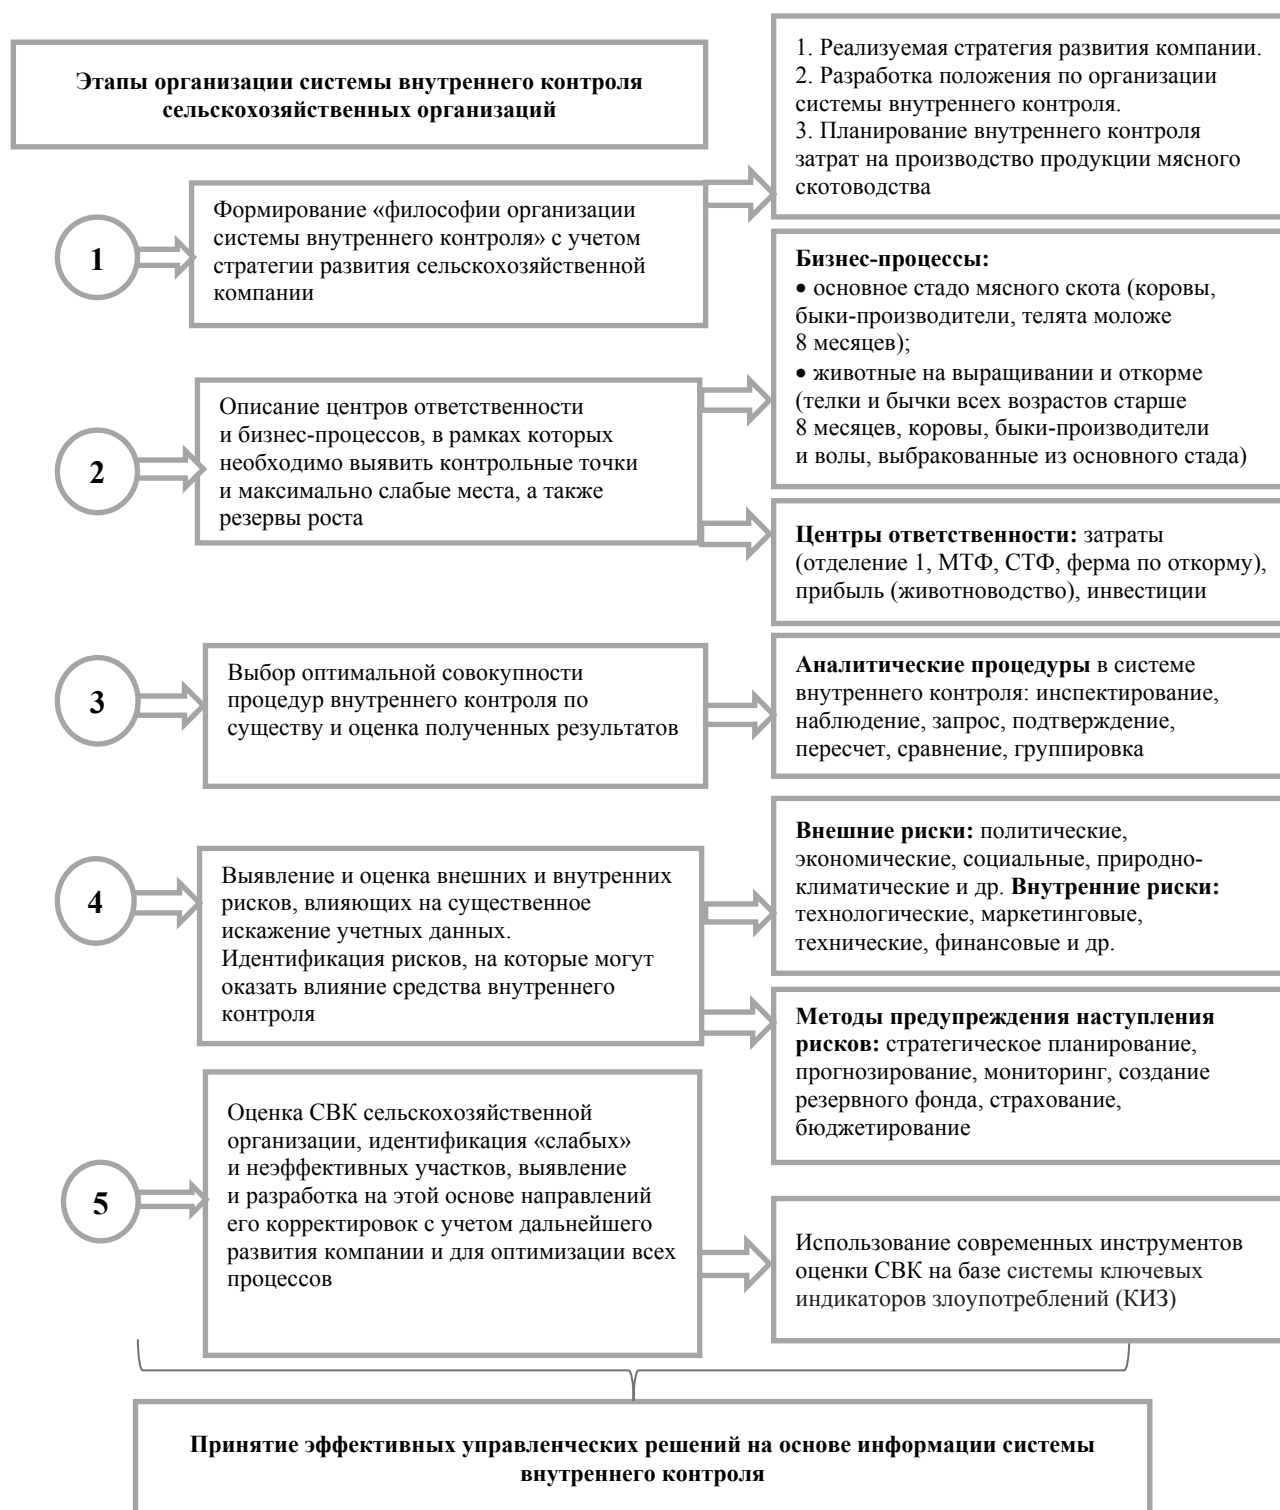 Этапы организации системы внутреннего контроля
сельскохозяйственных организаций
1
Формирование «философии организации
системы внутреннего контроля» с учетом
стратегии развития сельскохозяйственной
компании
1. Реализуемая стратегия развития компании.
2. Разработка положения по организации
системы внутреннего контроля.
3. Планирование внутреннего контроля
затрат на производство продукции мясного
скотоводства
2
Описание центров ответственности
и бизнес-процессов, в рамках которых
необходимо выявить контрольные точки
и максимально слабые места, а также
резервы роста
Бизнес-процессы:
• основное стадо мясного скота (коровы,
быки-производители, телята моложе
8 месяцев);
• животные на выращивании и откорме
(телки и бычки всех возрастов старше
8 месяцев, коровы, быки-производители
и волы, выбракованные из основного стада)
Центры ответственности: затраты
(отделение 1, МТФ, СТФ, ферма по откорму),
прибыль (животноводство), инвестиции
3
Выбор оптимальной совокупности
процедур внутреннего контроля по
существу и оценка полученных результатов
Аналитические процедуры в системе
внутреннего контроля: инспектирование,
наблюдение, запрос, подтверждение,
пересчет, сравнение, группировка
4
Выявление и оценка внешних и внутренних
рисков, влияющих на существенное
искажение учетных данных.
Идентификация рисков, на которые могут
оказать влияние средства внутреннего
контроля
Внешние риски: политические,
экономические, социальные, природно-
климатические и др. Внутренние риски:
технологические, маркетинговые,
технические, финансовые и др.
Методы предупреждения наступления
рисков: стратегическое планирование,
прогнозирование, мониторинг, создание
резервного фонда, страхование,
бюджетирование
5
Оценка СВК сельскохозяйственной
организации, идентификация «слабых»
и неэффективных участков, выявление
и разработка на этой основе направлений
его корректировок с учетом дальнейшего
развития компании и для оптимизации всех
процессов
Использование современных инструментов
оценки СВК на базе системы ключевых
индикаторов злоупотреблений (КИЗ)
Принятие эффективных управленческих решений на основе информации системы
внутреннего контроля